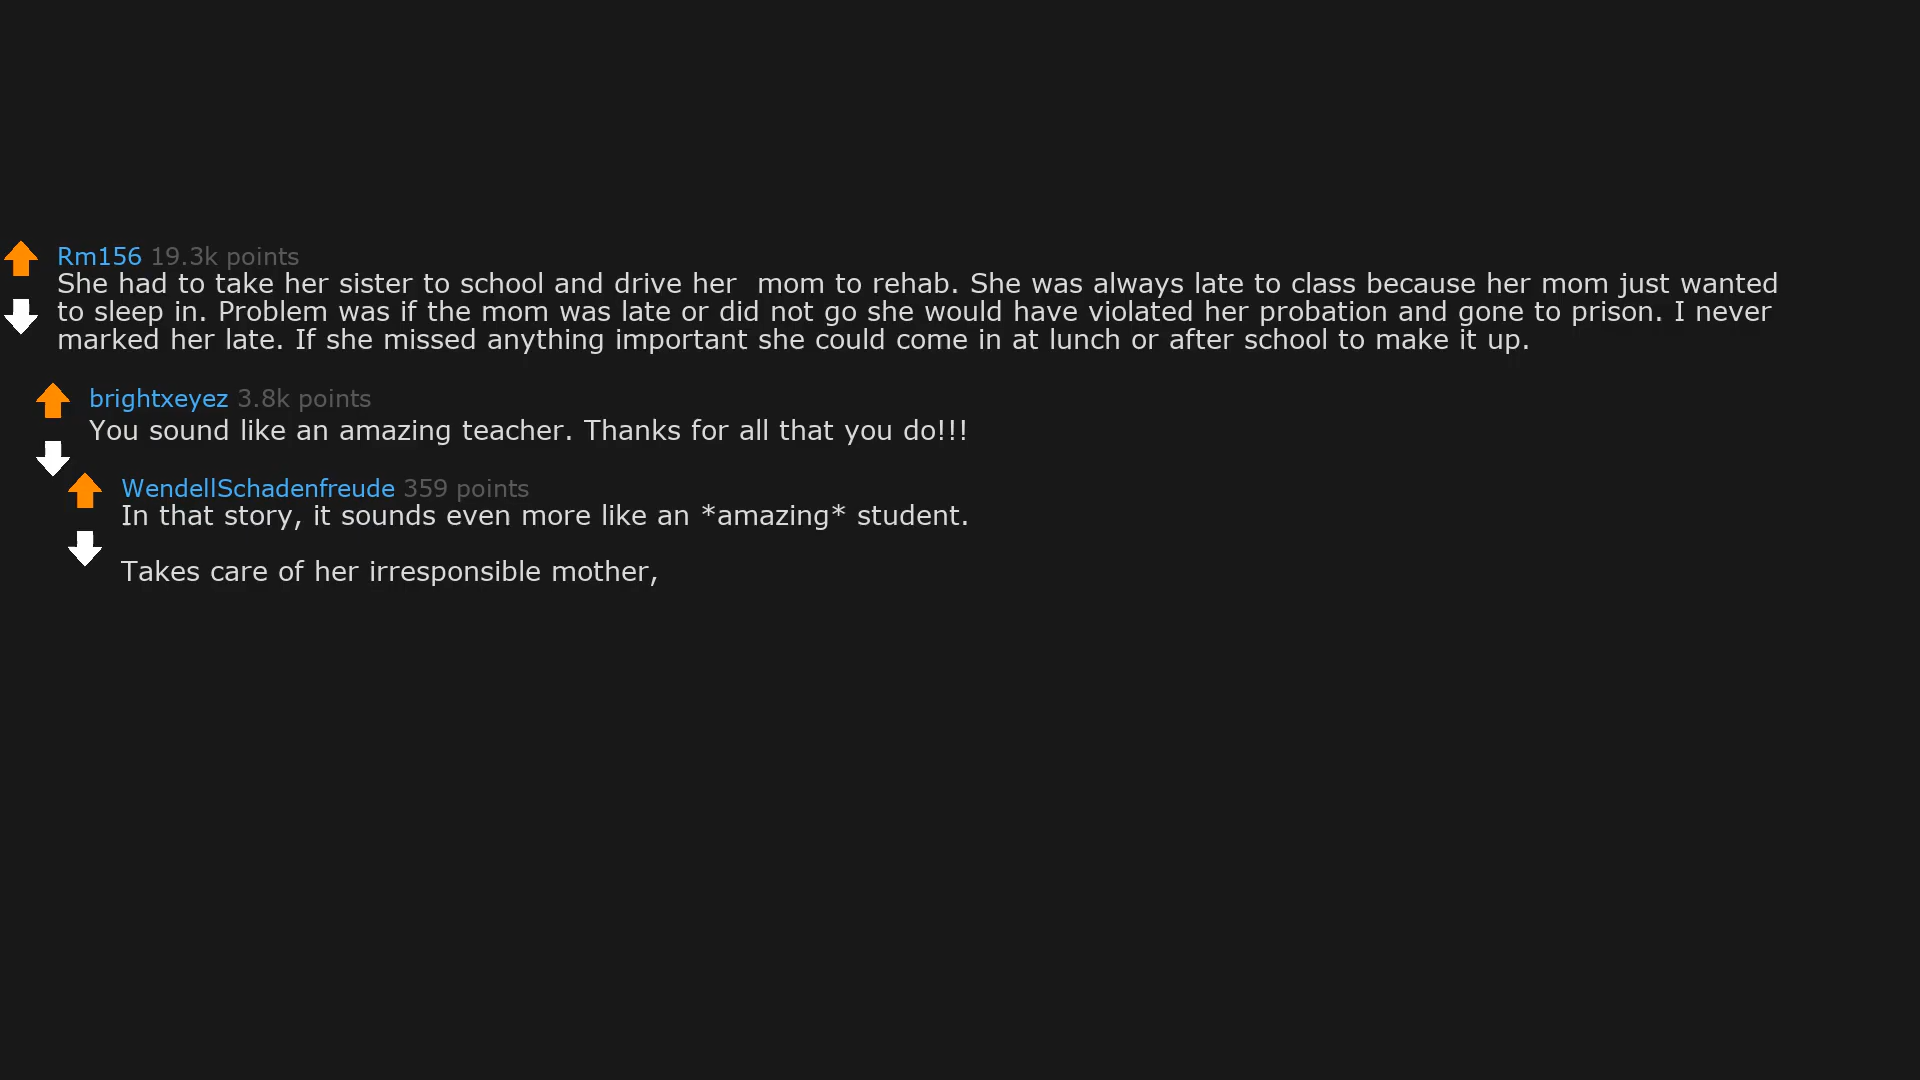 Rm156 19.3k points
She had to take her sister to school and drive her  mom to rehab. She was always late to class because her mom just wanted
to sleep in. Problem was if the mom was late or did not go she would have violated her probation and gone to prison. I never
marked her late. If she missed anything important she could come in at lunch or after school to make it up.
brightxeyez 3.8k points
You sound like an amazing teacher. Thanks for all that you do!!!
WendellSchadenfreude 359 points
In that story, it sounds even more like an *amazing* student.
Takes care of her irresponsible mother,